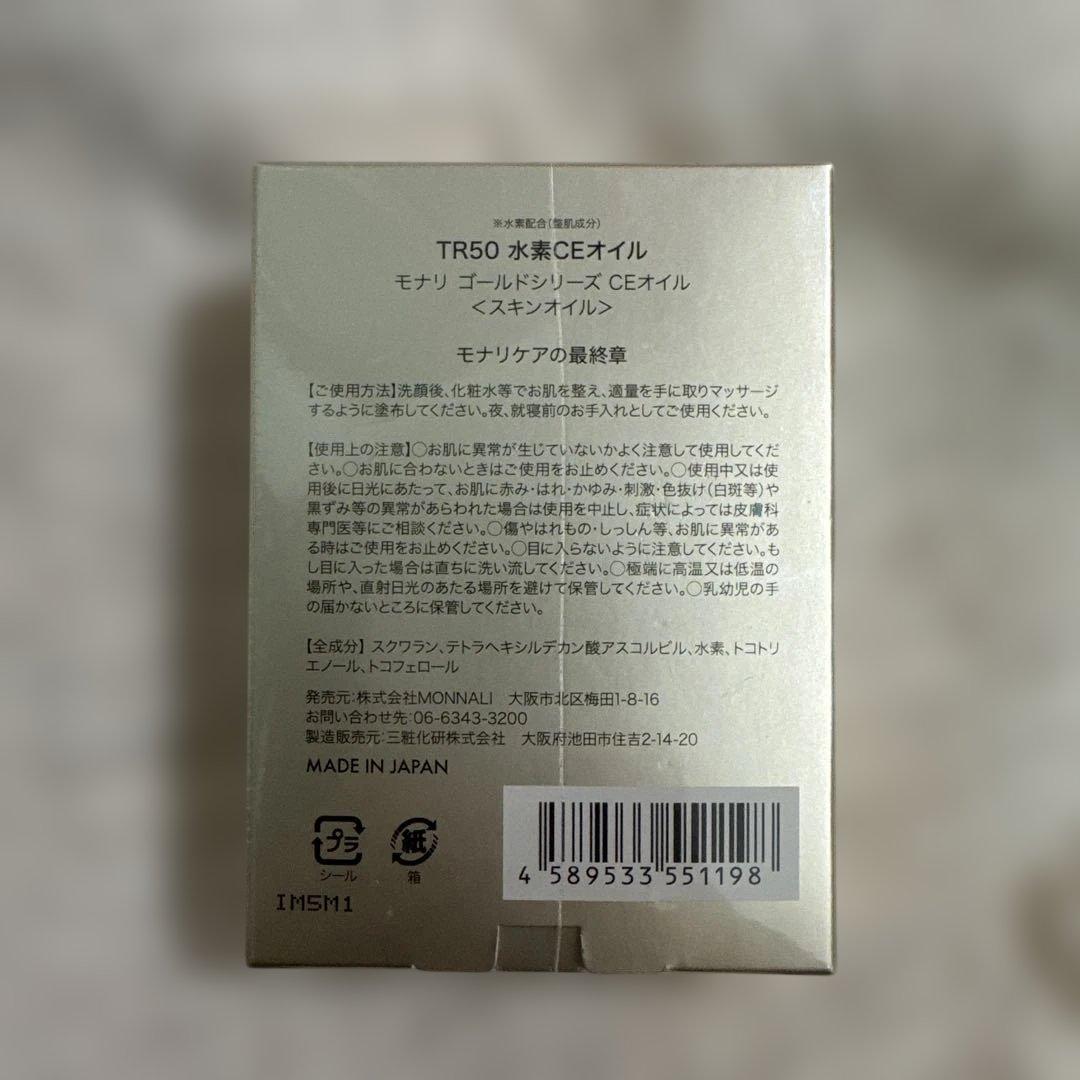 ※水素配合(整肌成分)
TR50 水素CEオイル
モナリ ゴールドシリーズ CEオイル
＜スキンオイル＞
モナリケアの最終章
【ご使用方法】洗顔後、化粧水等でお肌を整え、適量を手に取りマッサージ
するように塗布してください。夜、就寝前のお手入れとしてご使用ください。
【使用上の注意】○お肌に異常が生じていないかよく注意して使用してくだ
さい。○お肌に合わないときはご使用をお止めください。○使用中又は使
用後に日光にあたって、お肌に赤み・はれ・かゆみ・刺激・色抜け(白斑等)や
黒ずみ等の異常があらわれた場合は使用を中止し、症状によっては皮膚科
専門医等にご相談ください。○傷やはれもの・しっしん等、お肌に異常があ
る時はご使用をお止めください。○目に入らないように注意してください。も
し目に入った場合は直ちに洗い流してください。○極端に高温又は低温の
場所や、直射日光のあたる場所を避けて保管してください。○乳幼児の手
の届かないところに保管してください。
【全成分】 スクワラン、テトラヘキシルデカン酸アスコルビル、水素、トコトリ
エノール、トコフェロール
発売元：株式会社MONNALI 大阪市北区梅田1-8-16
お問い合わせ先：06-6343-3200
製造販売元：三粧化研株式会社 大阪府池田市住吉2-14-20
MADE IN JAPAN
プラ 紙
シール 箱
4 589533 551198
IM5M1